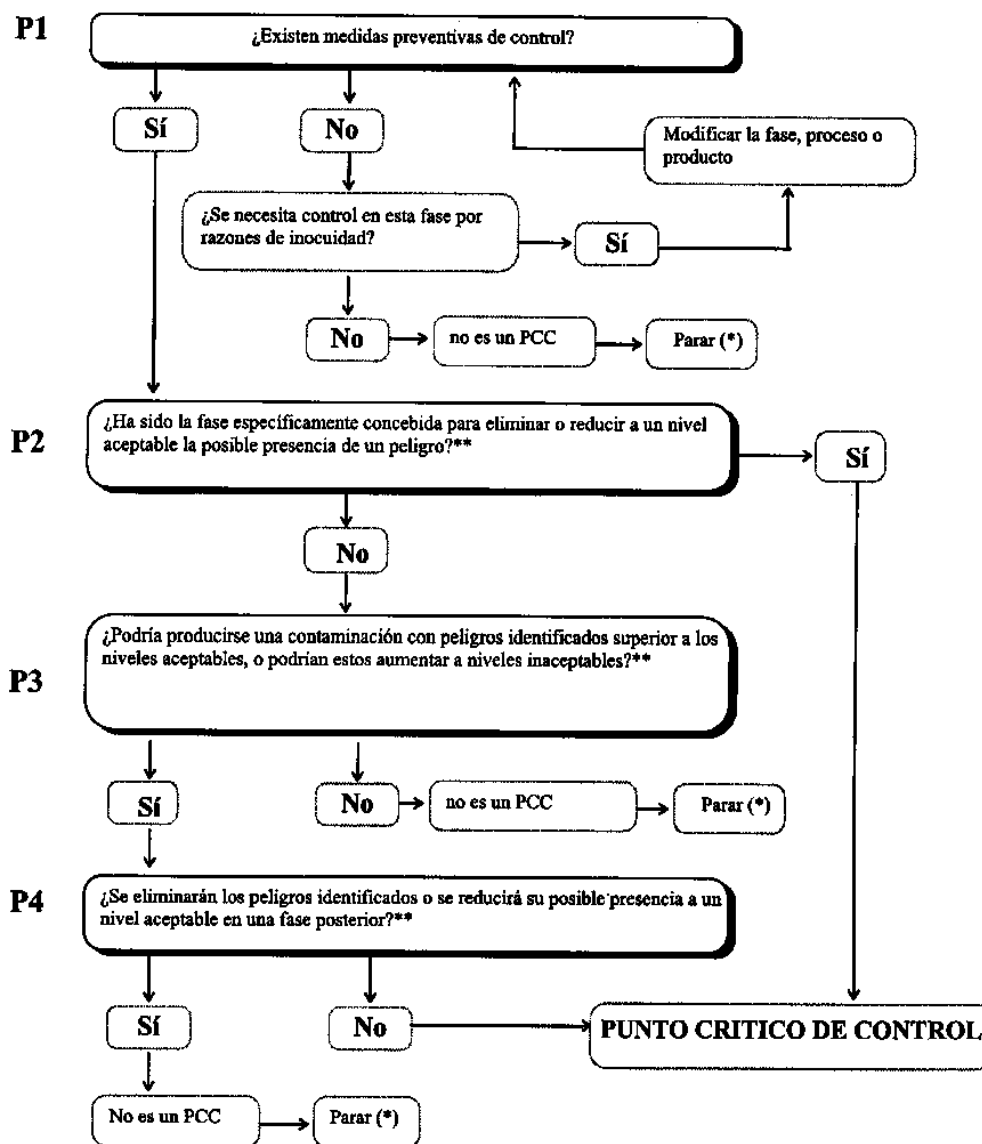 P1
¿Existen medidas preventivas de control?
Sí
No
Modificar la fase, proceso o
producto
¿Se necesita control en esta fase por
razones de inocuidad?
Sí
No
no es un PCC
Parar (*)
P2
¿Ha sido la fase específicamente concebida para eliminar o reducir a un nivel
aceptable la posible presencia de un peligro?**
Sí
No
P3
¿Podría producirse una contaminación con peligros identificados superior a los
niveles aceptables, o podrían estos aumentar a niveles inaceptables?**
Sí
No
no es un PCC
Parar (*)
P4
¿Se eliminarán los peligros identificados o se reducirá su posible presencia a un
nivel aceptable en una fase posterior?**
Sí
No
PUNTO CRITICO DE CONTROL
No es un PCC
Parar (*)